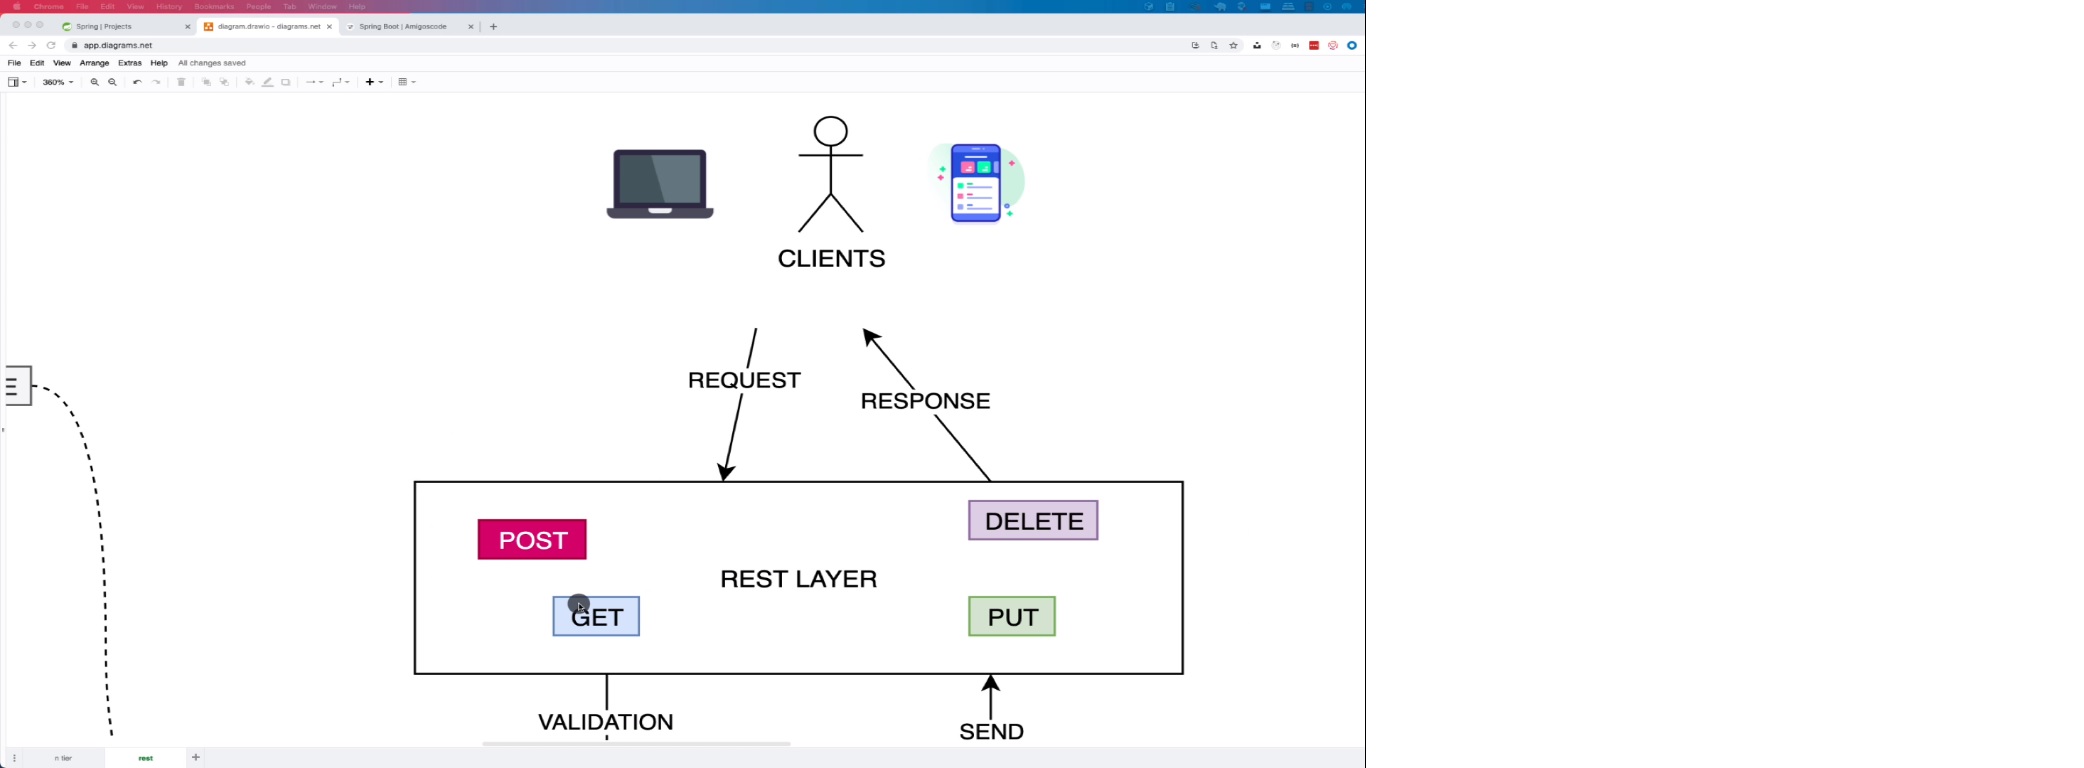 Chrome File Edit View History Bookmarks People Tab Window Help
Spring | Projects
diagram.drawio - diagrams.net
Spring Boot | Amigoscode
app.diagrams.net
File Edit View Arrange Extras Help All changes saved
360%
CLIENTS
REQUEST
RESPONSE
E
POST
DELETE
REST LAYER
GET
PUT
VALIDATION
SEND
n tier
rest